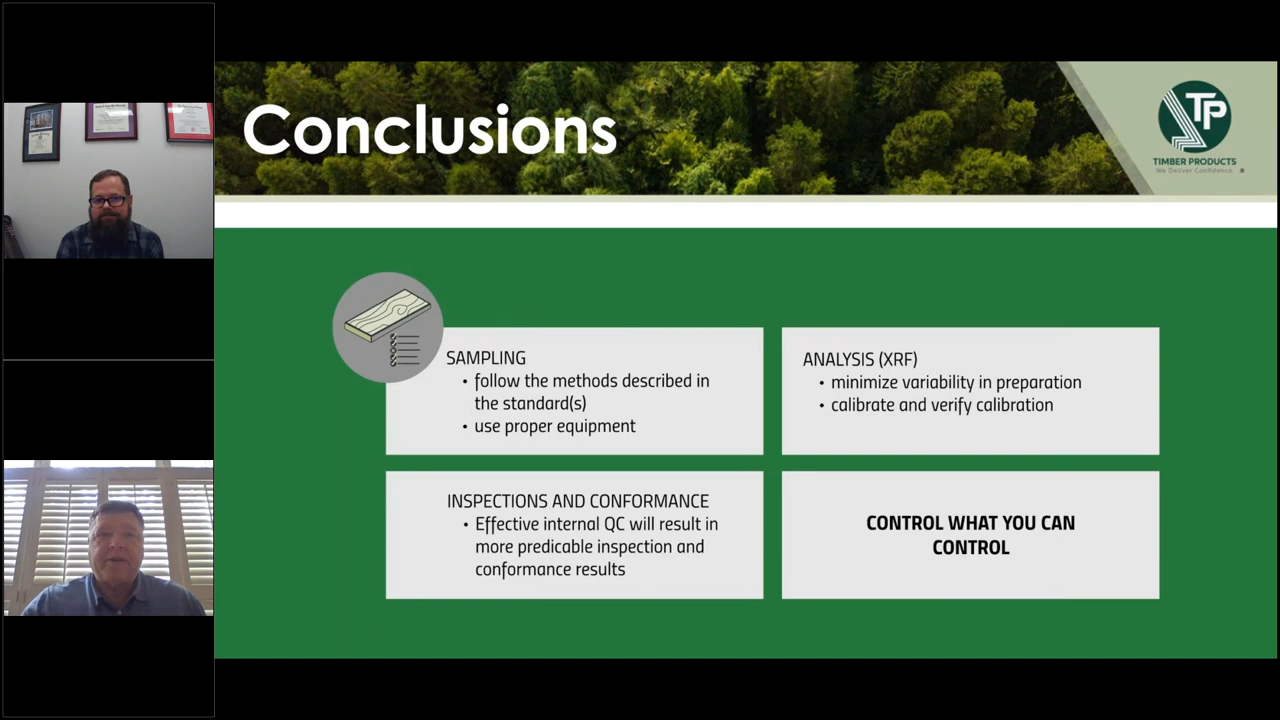 Conclusions
TP
TIMBER PRODUCTS
We Deliver Confidence.
SAMPLING
• follow the methods described in
the standard(s)
• use proper equipment
ANALYSIS (XRF)
• minimize variability in preparation
• calibrate and verify calibration
INSPECTIONS AND CONFORMANCE
• Effective internal QC will result in
more predicable inspection and
conformance results
CONTROL WHAT YOU CAN
CONTROL